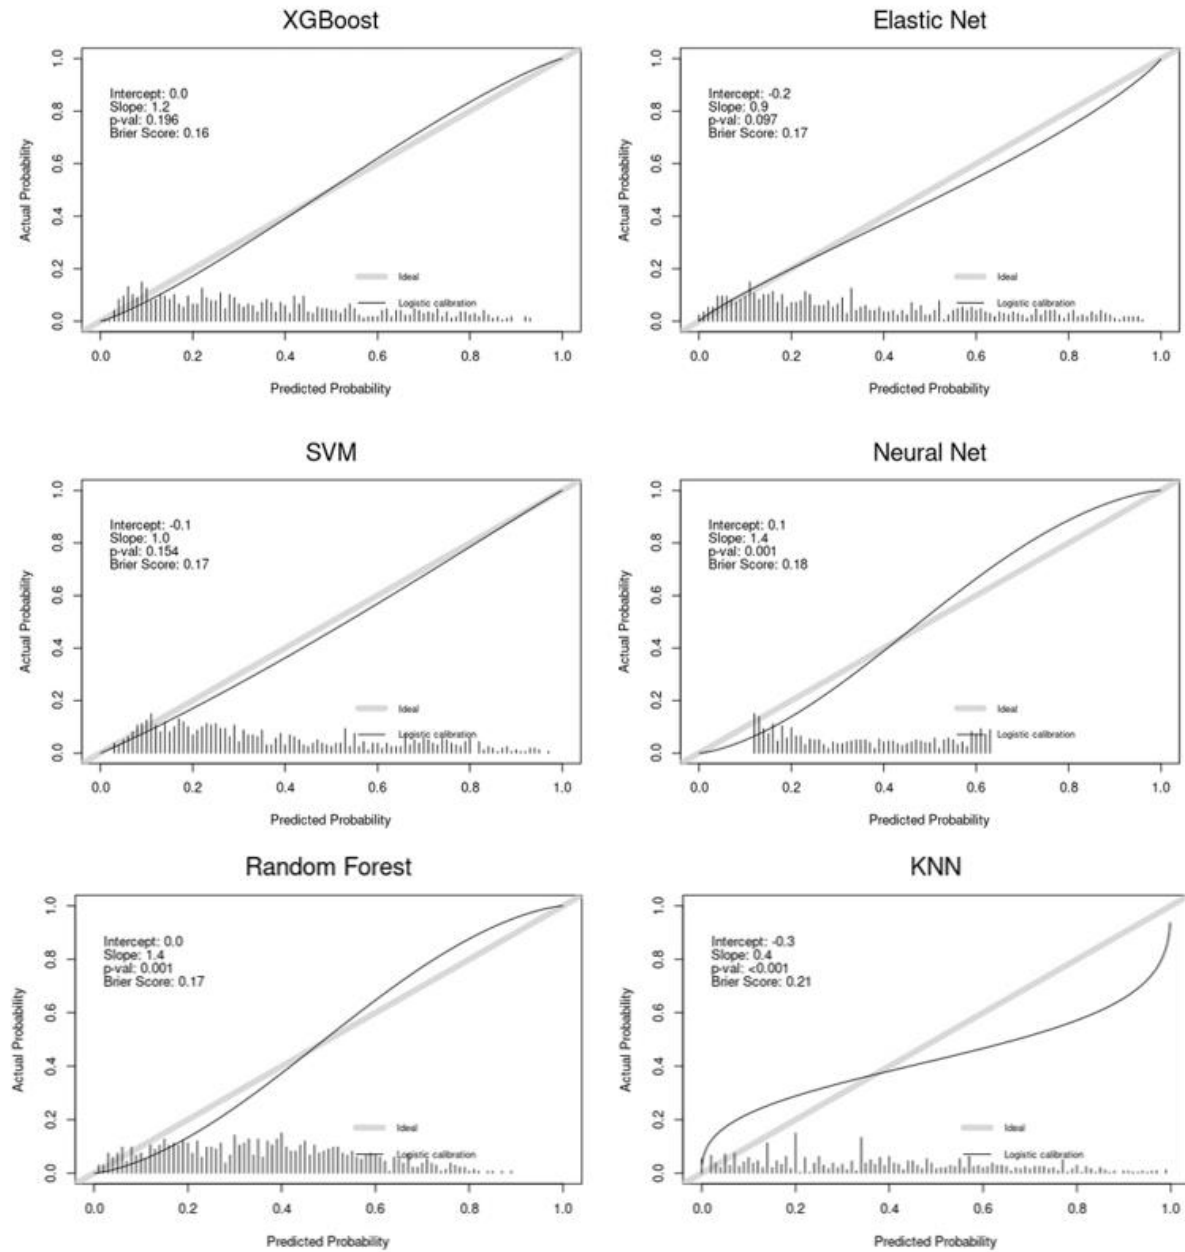 XGBoost
Intercept: 0.0
Slope: 1.2
p-val: 0.196
Brier Score: 0.16
Actual Probability
0.0
0.2
0.4
0.6
0.8
1.0
Ideal
Logistic calibration
0.0 0.2 0.4 0.6 0.8 1.0
Predicted Probability
Elastic Net
Intercept: -0.2
Slope: 0.9
p-val: 0.097
Brier Score: 0.17
Actual Probability
0.0
0.2
0.4
0.6
0.8
1.0
Ideal
Logistic calibration
0.0 0.2 0.4 0.6 0.8 1.0
Predicted Probability
SVM
Intercept: -0.1
Slope: 1.0
p-val: 0.154
Brier Score: 0.17
Actual Probability
0.0
0.2
0.4
0.6
0.8
1.0
Ideal
Logistic calibration
0.0 0.2 0.4 0.6 0.8 1.0
Predicted Probability
Neural Net
Intercept: 0.1
Slope: 1.4
p-val: 0.001
Brier Score: 0.18
Actual Probability
0.0
0.2
0.4
0.6
0.8
1.0
Ideal
Logistic calibration
0.0 0.2 0.4 0.6 0.8 1.0
Predicted Probability
Random Forest
Intercept: 0.0
Slope: 1.4
p-val: 0.001
Brier Score: 0.17
Actual Probability
0.0
0.2
0.4
0.6
0.8
1.0
Ideal
Logistic calibration
0.0 0.2 0.4 0.6 0.8 1.0
Predicted Probability
KNN
Intercept: -0.3
Slope: 0.4
p-val: <0.001
Brier Score: 0.21
Actual Probability
0.0
0.2
0.4
0.6
0.8
1.0
Ideal
Logistic calibration
0.0 0.2 0.4 0.6 0.8 1.0
Predicted Probability